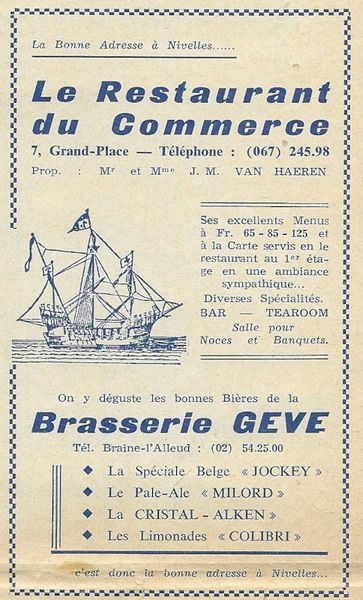 La Bonne Adresse à Nivelles......
Le Restaurant
du Commerce
7, Grand-Place — Téléphone : (067) 245.98
Prop. : Mr et Mme J. M. VAN HAEREN
Ses excellents Menus
à Fr. 65 - 85 - 125 et
à la Carte servis en le
restaurant au 1er éta-
ge en une ambiance
sympathique...
Diverses Spécialités.
BAR — TEAROOM
Salle pour
Noces et Banquets.
On y déguste les bonnes Bières de la
Brasserie GEVE
Tél. Braine-l'Alleud : (02) 54.25.00
◆ La Spéciale Belge « JOCKEY »
◆ Le Pale-Ale « MILORD »
◆ La CRISTAL - ALKEN »
◆ Les Limonades « COLIBRI »
c'est donc la bonne adresse à Nivelles...